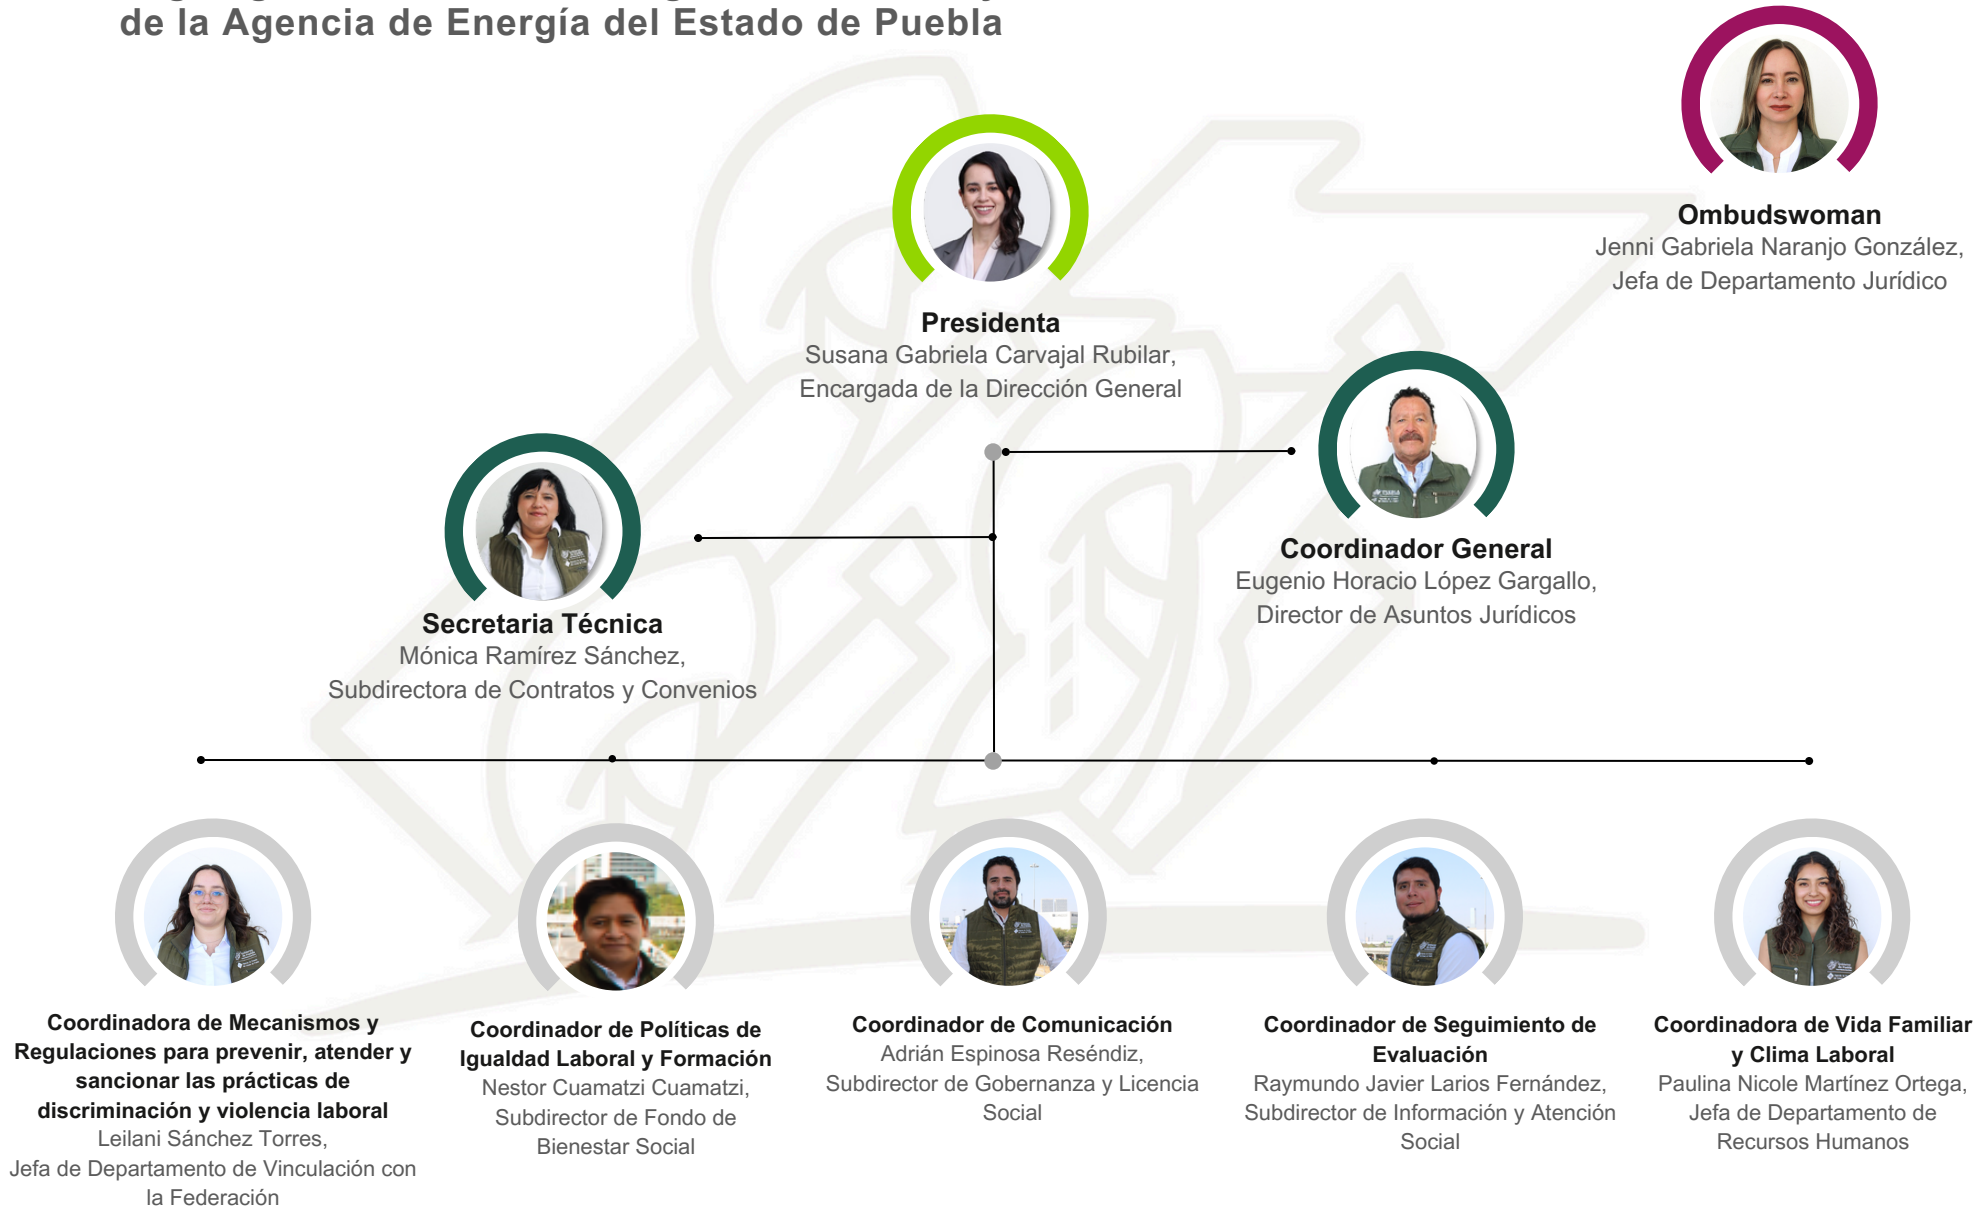 de la Agencia de Energía del Estado de Puebla
Ombudswoman
Jenni Gabriela Naranjo González,
Jefa de Departamento Jurídico
Presidenta
Susana Gabriela Carvajal Rubilar,
Encargada de la Dirección General
Coordinador General
Eugenio Horacio López Gargallo,
Director de Asuntos Jurídicos
Secretaria Técnica
Mónica Ramírez Sánchez,
Subdirectora de Contratos y Convenios
Coordinadora de Mecanismos y
Regulaciones para prevenir, atender y
sancionar las prácticas de
discriminación y violencia laboral
Leilani Sánchez Torres,
Jefa de Departamento de Vinculación con
la Federación
Coordinador de Políticas de
Igualdad Laboral y Formación
Nestor Cuamatzi Cuamatzi,
Subdirector de Fondo de
Bienestar Social
Coordinador de Comunicación
Adrián Espinosa Reséndiz,
Subdirector de Gobernanza y Licencia
Social
Coordinador de Seguimiento de
Evaluación
Raymundo Javier Larios Fernández,
Subdirector de Información y Atención
Social
Coordinadora de Vida Familiar
y Clima Laboral
Paulina Nicole Martínez Ortega,
Jefa de Departamento de
Recursos Humanos